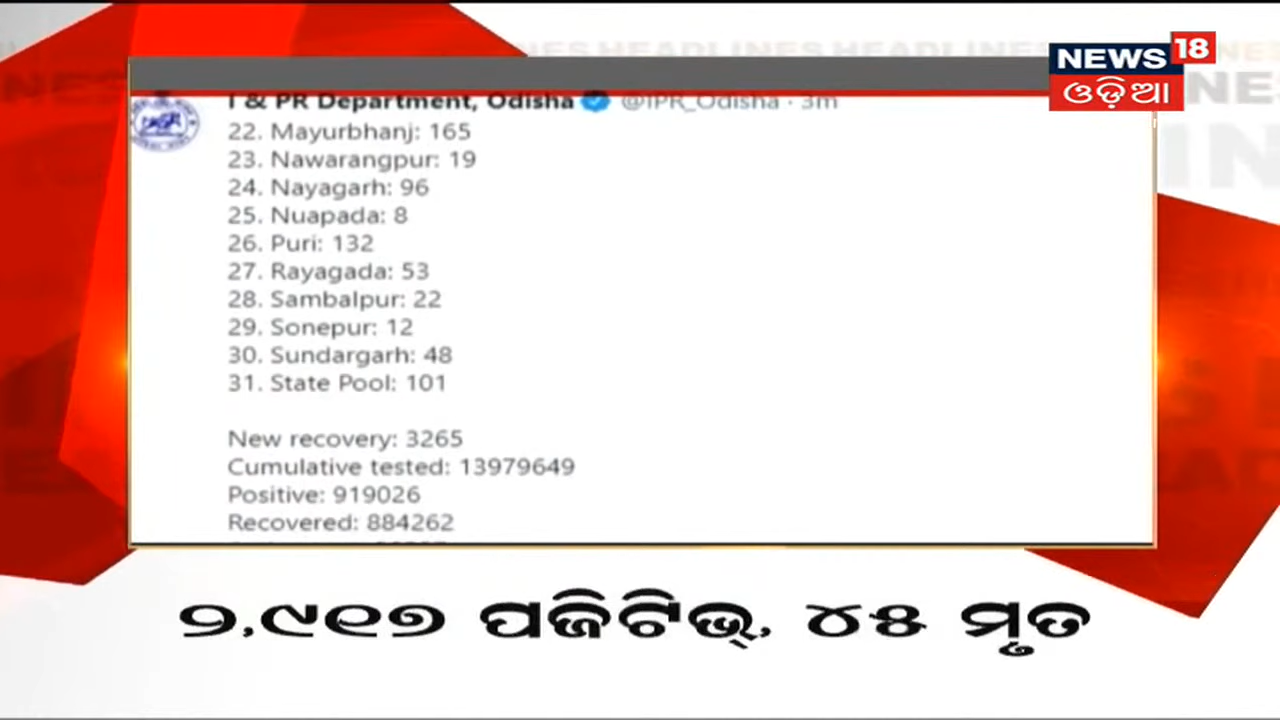 HEADLINES HEADLINES
NEWS 18
ଓଡ଼ିଆ
I & PR Department, Odisha @IPR_Odisha · 3m
22. Mayurbhanj: 165
23. Nawarangpur: 19
24. Nayagarh: 96
25. Nuapada: 8
26. Puri: 132
27. Rayagada: 53
28. Sambalpur: 22
29. Sonepur: 12
30. Sundargarh: 48
31. State Pool: 101
New recovery: 3265
Cumulative tested: 13979649
Positive: 919026
Recovered: 884262
୨,୯୧୭ ପଜିଟିଭ୍, ୪୫ ମୃତ